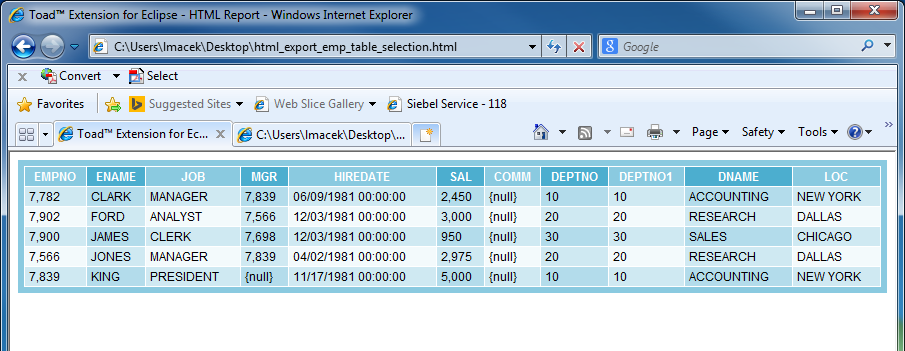 Toad™ Extension for Eclipse - HTML Report - Windows Internet Explorer
C:\Users\lmacek\Desktop\html_export_emp_table_selection.html Google
x Convert Select
Favorites Suggested Sites Web Slice Gallery Siebel Service - 118
Toad™ Extension for Ec... C:\Users\lmacek\Desktop\... Page Safety Tools »
EMPNO ENAME JOB MGR HIREDATE SAL COMM DEPTNO DEPTNO1 DNAME LOC
7,782 CLARK MANAGER 7,839 06/09/1981 00:00:00 2,450 {null} 10 10 ACCOUNTING NEW YORK
7,902 FORD ANALYST 7,566 12/03/1981 00:00:00 3,000 {null} 20 20 RESEARCH DALLAS
7,900 JAMES CLERK 7,698 12/03/1981 00:00:00 950 {null} 30 30 SALES CHICAGO
7,566 JONES MANAGER 7,839 04/02/1981 00:00:00 2,975 {null} 20 20 RESEARCH DALLAS
7,839 KING PRESIDENT {null} 11/17/1981 00:00:00 5,000 {null} 10 10 ACCOUNTING NEW YORK